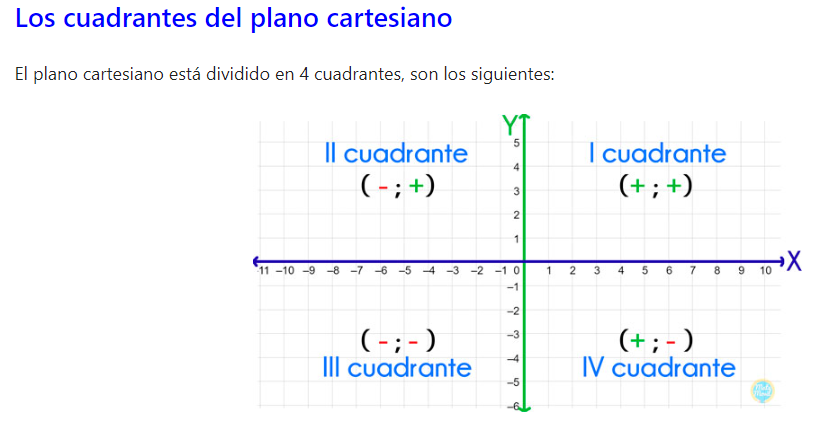 Los cuadrantes del plano cartesiano
El plano cartesiano está dividido en 4 cuadrantes, son los siguientes:
Y
II cuadrante
(-;+)
I cuadrante
(+;+)
5
4
3
2
1
X
-11 -10 -9 -8 -7 -6 -5 -4 -3 -2 -1 0 1 2 3 4 5 6 7 8 9 10
-1
-2
-3
-4
-5
-6
(-;-)
III cuadrante
(+;-)
IV cuadrante